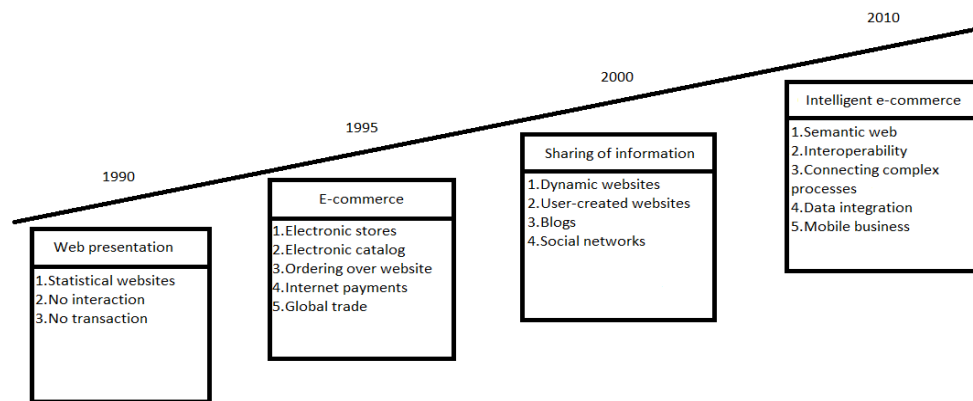 2010
2000
1995
1990
Web presentation
1.Statistical websites
2.No interaction
3.No transaction
E-commerce
1.Electronic stores
2.Electronic catalog
3.Ordering over website
4.Internet payments
5.Global trade
Sharing of information
1.Dynamic websites
2.User-created websites
3.Blogs
4.Social networks
Intelligent e-commerce
1.Semantic web
2.Interoperability
3.Connecting complex
processes
4.Data integration
5.Mobile business